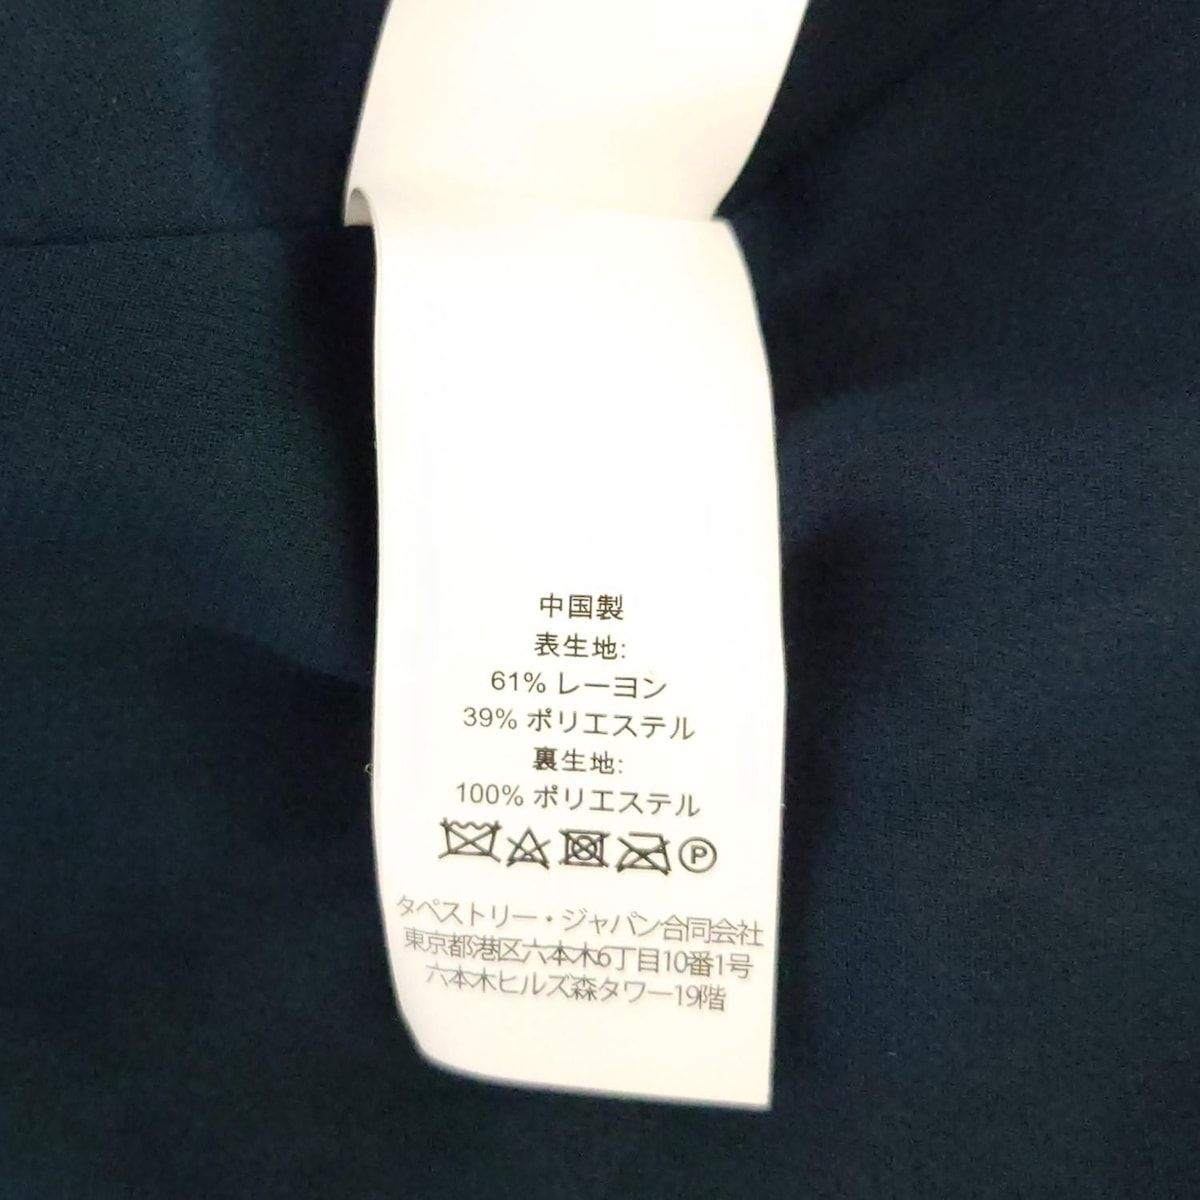 中国製
表生地:
61% レーヨン
39% ポリエステル
裏生地:
100% ポリエステル
P
タペストリー・ジャパン合同会社
東京都港区六本木6丁目10番1号
六本木ヒルズ森タワー19階